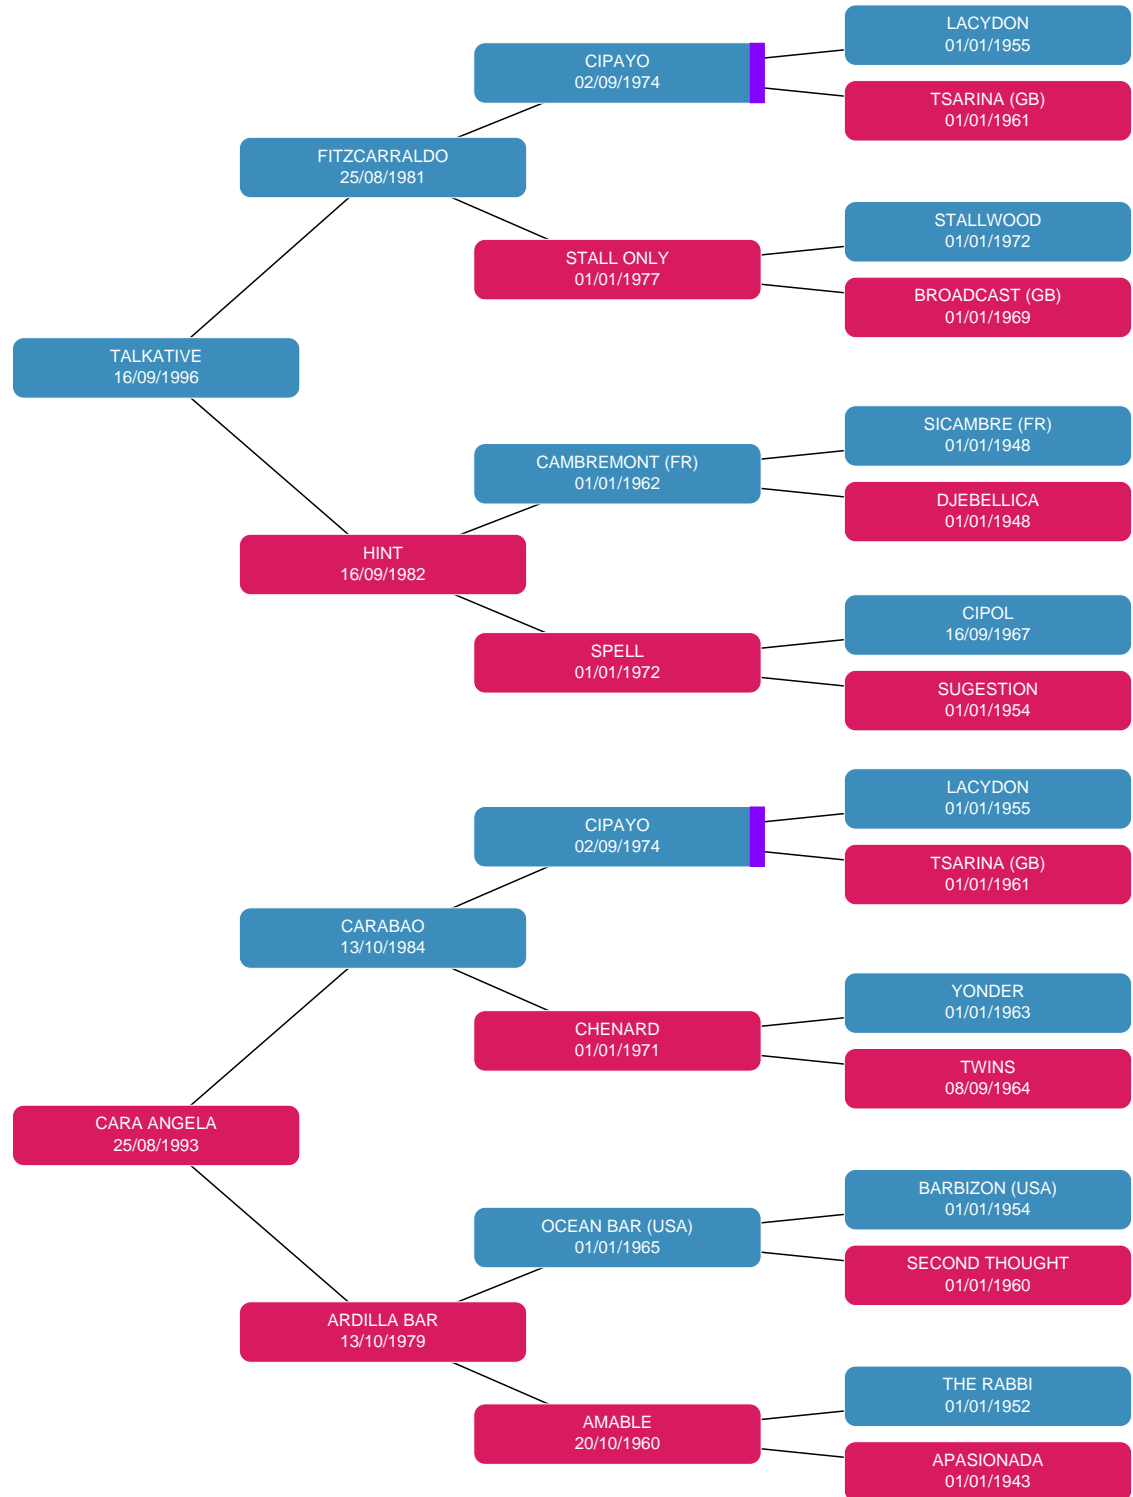 LACYDON
01/01/1955
CIPAYO
02/09/1974
TSARINA (GB)
01/01/1961
FITZCARRALDO
25/08/1981
STALLWOOD
01/01/1972
STALL ONLY
01/01/1977
BROADCAST (GB)
01/01/1969
TALKATIVE
16/09/1996
SICAMBRE (FR)
01/01/1948
CAMBREMONT (FR)
01/01/1962
DJEBELLICA
01/01/1948
HINT
16/09/1982
CIPOL
16/09/1967
SPELL
01/01/1972
SUGESTION
01/01/1954
LACYDON
01/01/1955
CIPAYO
02/09/1974
TSARINA (GB)
01/01/1961
CARABAO
13/10/1984
YONDER
01/01/1963
CHENARD
01/01/1971
TWINS
08/09/1964
CARA ANGELA
25/08/1993
BARBIZON (USA)
01/01/1954
OCEAN BAR (USA)
01/01/1965
SECOND THOUGHT
01/01/1960
ARDILLA BAR
13/10/1979
THE RABBI
01/01/1952
AMABLE
20/10/1960
APASIONADA
01/01/1943